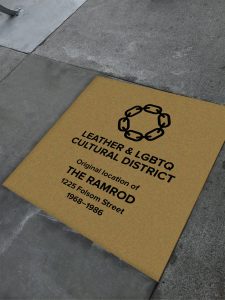 LEATHER & LGBTQ
CULTURAL DISTRICT
Original location of
THE RAMROD
1225 Folsom Street
1968–1986